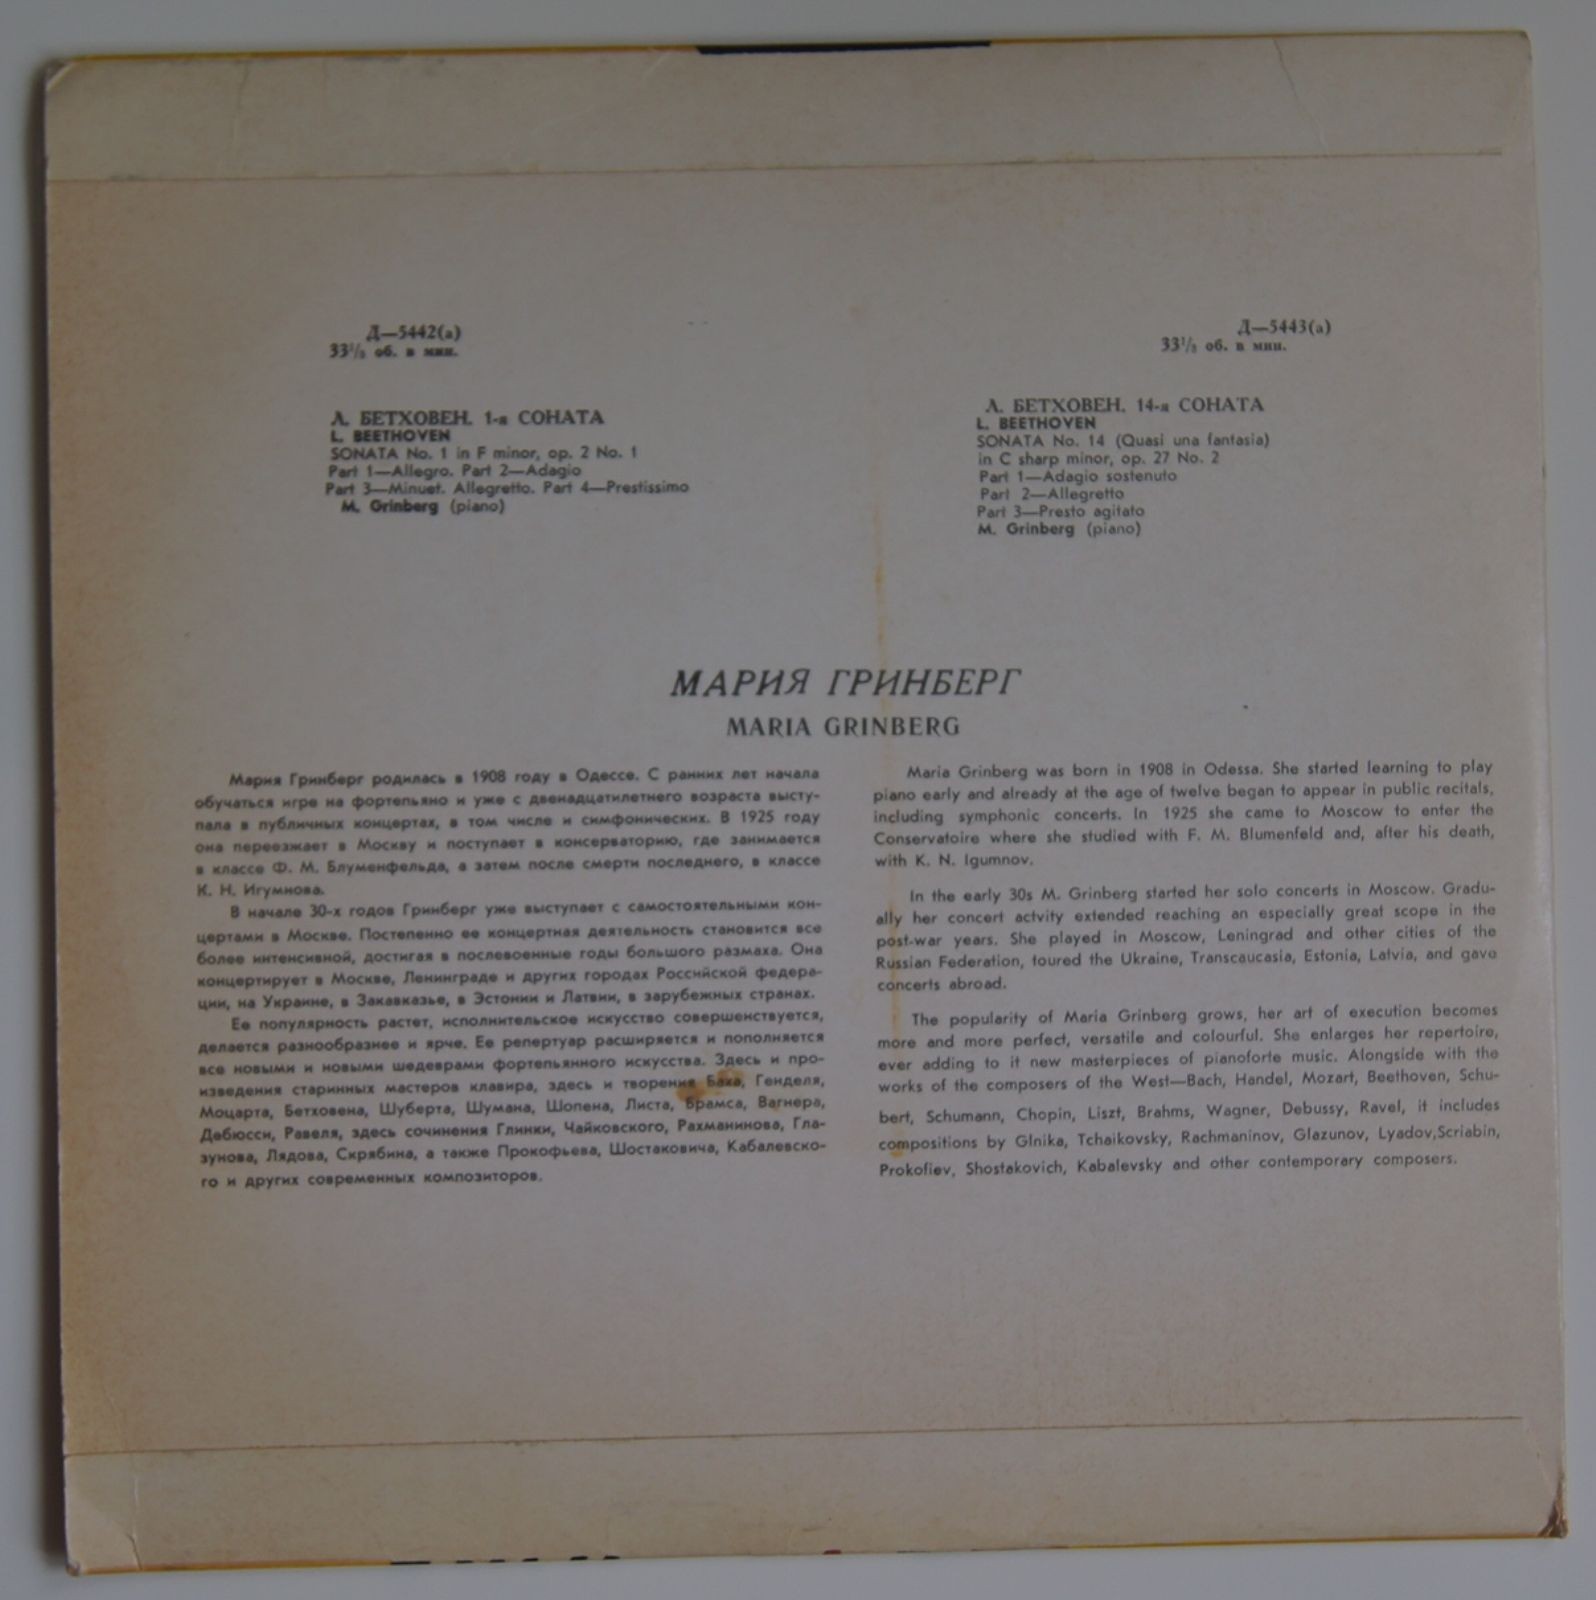 Д—5442(а)
33⅓ об. в мин.
Л. БЕТХОВЕН. 1-я СОНАТА
L. BEETHOVEN
SONATA No. 1 in F minor, op. 2 No. 1
Part 1—Allegro. Part 2—Adagio
Part 3—Minuet. Allegretto. Part 4—Prestissimo
M. Grinberg (piano)
Д—5443(а)
33⅓ об. в мин.
Л. БЕТХОВЕН. 14-я СОНАТА
L. BEETHOVEN
SONATA No. 14 (Quasi una fantasia)
in C sharp minor, op. 27 No. 2
Part 1—Adagio sostenuto
Part 2—Allegretto
Part 3—Presto agitato
M. Grinberg (piano)
МАРИЯ ГРИНБЕРГ
MARIA GRINBERG
Мария Гринберг родилась в 1908 году в Одессе. С ранних лет начала
обучаться игре на фортепьяно и уже с двенадцатилетнего возраста высту-
пала в публичных концертах, в том числе и симфонических. В 1925 году
она переезжает в Москву и поступает в консерваторию, где занимается
в классе Ф. М. Блуменфельда, а затем после смерти последнего, в классе
К. Н. Игумнова.
В начале 30-х годов Гринберг уже выступает с самостоятельными кон-
цертами в Москве. Постепенно ее концертная деятельность становится все
более интенсивной, достигая в послевоенные годы большого размаха. Она
концертирует в Москве, Ленинграде и других городах Российской федера-
ции, на Украине, в Закавказье, в Эстонии и Латвии, в зарубежных странах.
Ее популярность растет, исполнительское искусство совершенствуется,
делается разнообразнее и ярче. Ее репертуар расширяется и пополняется
все новыми и новыми шедеврами фортепьянного искусства. Здесь и про-
изведения старинных мастеров клавира, здесь и творения Баха, Генделя,
Моцарта, Бетховена, Шуберта, Шумана, Шопена, Листа, Брамса, Вагнера,
Дебюсси, Равеля, здесь сочинения Глинки, Чайковского, Рахманинова, Гла-
зунова, Лядова, Скрябина, а также Прокофьева, Шостаковича, Кабалевско-
го и других современных композиторов.
Maria Grinberg was born in 1908 in Odessa. She started learning to play
piano early and already at the age of twelve began to appear in public recitals,
including symphonic concerts. In 1925 she came to Moscow to enter the
Conservatoire where she studied with F. M. Blumenfeld and, after his death,
with K. N. Igumnov.
In the early 30s M. Grinberg started her solo concerts in Moscow. Gradu-
ally her concert actvity extended reaching an especially great scope in the
post-war years. She played in Moscow, Leningrad and other cities of the
Russian Federation, toured the Ukraine, Transcaucasia, Estonia, Latvia, and gave
concerts abroad.
The popularity of Maria Grinberg grows, her art of execution becomes
more and more perfect, versatile and colourful. She enlarges her repertoire,
ever adding to it new masterpieces of pianoforte music. Alongside with the
works of the composers of the West—Bach, Handel, Mozart, Beethoven, Schu-
bert, Schumann, Chopin, Liszt, Brahms, Wagner, Debussy, Ravel, it includes
compositions by Glnika, Tchaikovsky, Rachmaninov, Glazunov, Lyadov,Scriabin,
Prokofiev, Shostakovich, Kabalevsky and other contemporary composers.